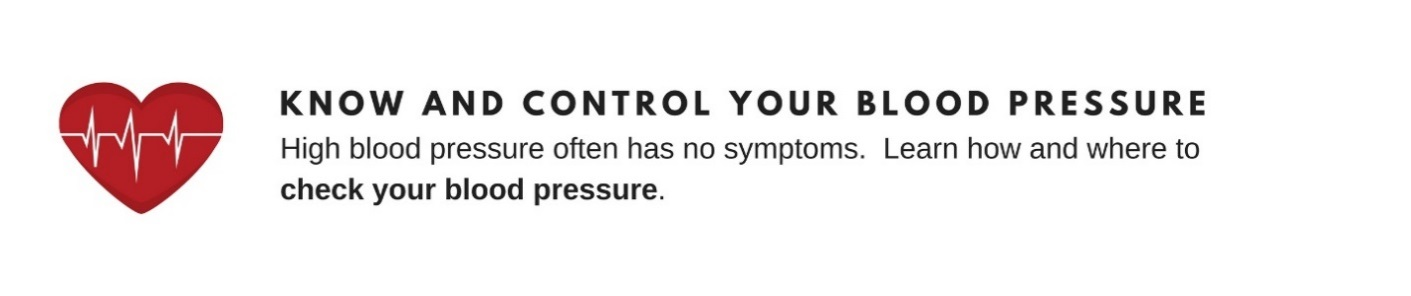 KNOW AND CONTROL YOUR BLOOD PRESSURE
High blood pressure often has no symptoms.  Learn how and where to
check your blood pressure.